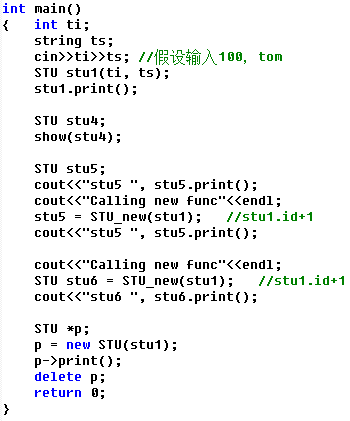 int main()
{   int ti;
    string ts;
    cin>>ti>>ts; //假设输入100, tom
    STU stu1(ti, ts);
    stu1.print();

    STU stu4;
    show(stu4);

    STU stu5;
    cout<<"stu5 ", stu5.print();
    cout<<"Calling new func"<<endl;
    stu5 = STU_new(stu1);   //stu1.id+1
    cout<<"stu5 ", stu5.print();

    cout<<"Calling new func"<<endl;
    STU stu6 = STU_new(stu1);   //stu1.id+1
    cout<<"stu6 ", stu6.print();

    STU *p;
    p = new STU(stu1);
    p->print();
    delete p;
    return 0;
}